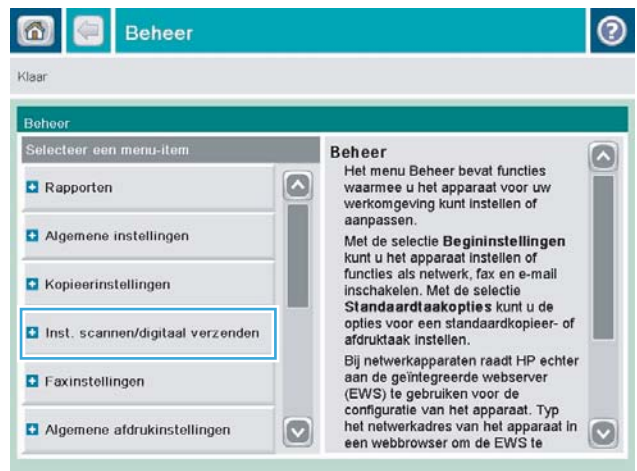 Beheer
?
Klaar
Beheer
Selecteer een menu-item
Rapporten
Algemene instellingen
Kopieerinstellingen
Inst. scannen/digitaal verzenden
Faxinstellingen
Algemene afdrukinstellingen
Beheer
Het menu Beheer bevat functies
waarmee u het apparaat voor uw
werkomgeving kunt instellen of
aanpassen.
Met de selectie Begininstellingen
kunt u het apparaat instellen of
functies als netwerk, fax en e-mail
inschakelen. Met de selectie
Standaardtaakopties kunt u de
opties voor een standaardkopieer- of
afdruktaak instellen.
Bij netwerkapparaten raadt HP echter
aan de geïntegreerde webserver
(EWS) te gebruiken voor de
configuratie van het apparaat. Typ
het netwerkadres van het apparaat in
een webbrowser om de EWS te